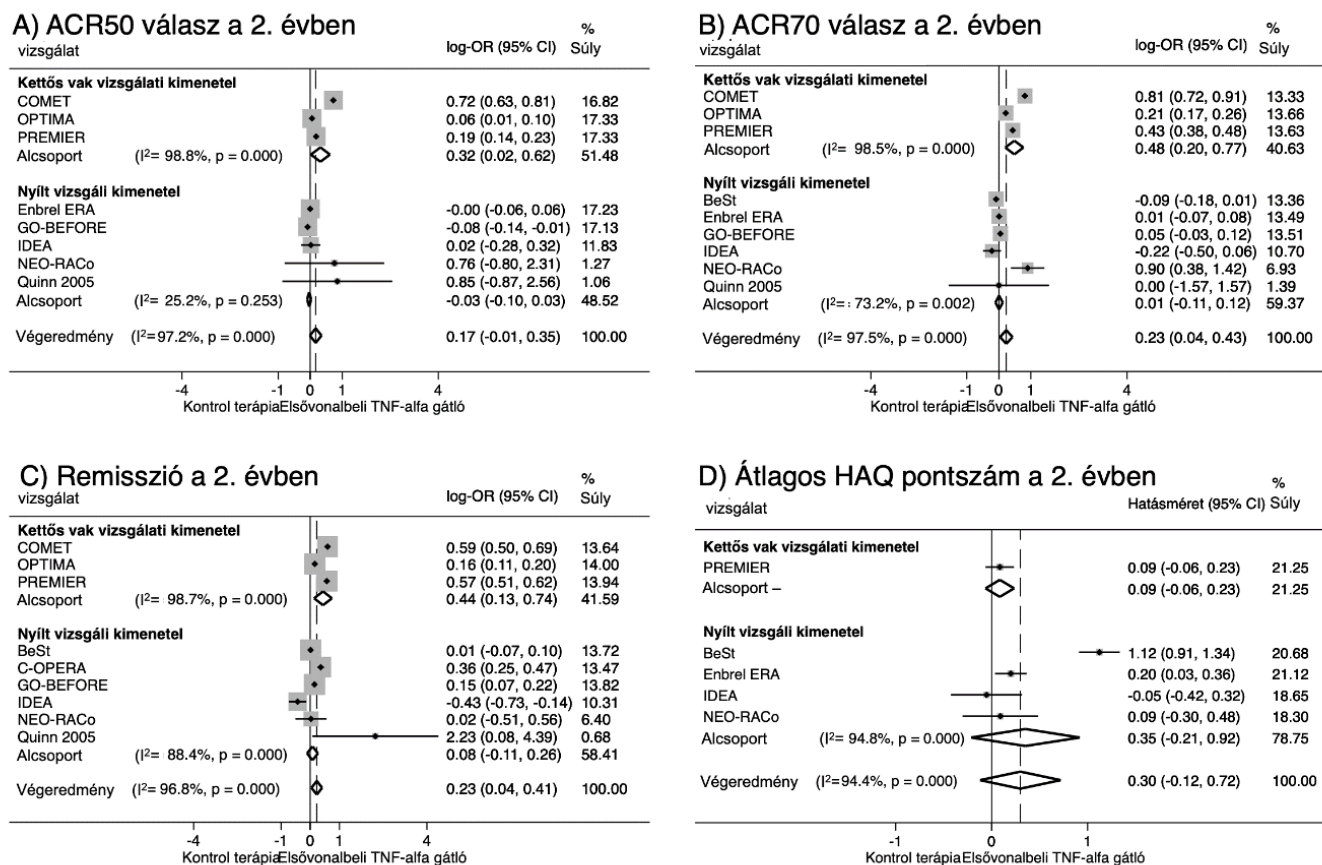 A) ACR50 válasz a 2. évben
vizsgálat log-OR (95% CI) % Súly
Kettős vak vizsgálati kimenetel
COMET 0.72 (0.63, 0.81) 16.82
OPTIMA 0.06 (0.01, 0.10) 17.33
PREMIER 0.19 (0.14, 0.23) 17.33
Alcsoport (I²= 98.8%, p = 0.000) 0.32 (0.02, 0.62) 51.48
Nyílt vizsgáli kimenetel
Enbrel ERA -0.00 (-0.06, 0.06) 17.23
GO-BEFORE -0.08 (-0.14, -0.01) 17.13
IDEA 0.02 (-0.28, 0.32) 11.83
NEO-RACo 0.76 (-0.80, 2.31) 1.27
Quinn 2005 0.85 (-0.87, 2.56) 1.06
Alcsoport (I²= 25.2%, p = 0.253) -0.03 (-0.10, 0.03) 48.52
Végeredmény (I²=97.2%, p = 0.000) 0.17 (-0.01, 0.35) 100.00
-4 -1 0 1 4
Kontrol terápiaElsővonalbeli TNF-alfa gátló
B) ACR70 válasz a 2. évben
vizsgálat log-OR (95% CI) % Súly
Kettős vak vizsgálati kimenetel
COMET 0.81 (0.72, 0.91) 13.33
OPTIMA 0.21 (0.17, 0.26) 13.66
PREMIER 0.43 (0.38, 0.48) 13.63
Alcsoport (I²= 98.5%, p = 0.000) 0.48 (0.20, 0.77) 40.63
Nyílt vizsgáli kimenetel
BeSt -0.09 (-0.18, 0.01) 13.36
Enbrel ERA 0.01 (-0.07, 0.08) 13.49
GO-BEFORE 0.05 (-0.03, 0.12) 13.51
IDEA -0.22 (-0.50, 0.06) 10.70
NEO-RACo 0.90 (0.38, 1.42) 6.93
Quinn 2005 0.00 (-1.57, 1.57) 1.39
Alcsoport (I²= : 73.2%, p = 0.002) 0.01 (-0.11, 0.12) 59.37
Végeredmény (I²= 97.5%, p = 0.000) 0.23 (0.04, 0.43) 100.00
-4 -1 0 1 4
Kontrol terápiaElsővonalbeli TNF-alfa gátló
C) Remisszió a 2. évben
vizsgálat log-OR (95% CI) % Súly
Kettős vak vizsgálati kimenetel
COMET 0.59 (0.50, 0.69) 13.64
OPTIMA 0.16 (0.11, 0.20) 14.00
PREMIER 0.57 (0.51, 0.62) 13.94
Alcsoport (I²= 98.7%, p = 0.000) 0.44 (0.13, 0.74) 41.59
Nyílt vizsgáli kimenetel
BeSt 0.01 (-0.07, 0.10) 13.72
C-OPERA 0.36 (0.25, 0.47) 13.47
GO-BEFORE 0.15 (0.07, 0.22) 13.82
IDEA -0.43 (-0.73, -0.14) 10.31
NEO-RACo 0.02 (-0.51, 0.56) 6.40
Quinn 2005 2.23 (0.08, 4.39) 0.68
Alcsoport (I²= 88.4%, p = 0.000) 0.08 (-0.11, 0.26) 58.41
Végeredmény (I²= 96.8%, p = 0.000) 0.23 (0.04, 0.41) 100.00
-4 -1 0 1 4
Kontrol terápiaElsővonalbeli TNF-alfa gátló
D) Átlagos HAQ pontszám a 2. évben
vizsgálat Hatásméret (95% CI) % Súly
Kettős vak vizsgálati kimenetel
PREMIER 0.09 (-0.06, 0.23) 21.25
Alcsoport – 0.09 (-0.06, 0.23) 21.25
Nyílt vizsgáli kimenetel
BeSt 1.12 (0.91, 1.34) 20.68
Enbrel ERA 0.20 (0.03, 0.36) 21.12
IDEA -0.05 (-0.42, 0.32) 18.65
NEO-RACo 0.09 (-0.30, 0.48) 18.30
Alcsoport (I²= 94.8%, p = 0.000) 0.35 (-0.21, 0.92) 78.75
Végeredmény (I²=94.4%, p = 0.000) 0.30 (-0.12, 0.72) 100.00
-1 0 1
Kontrol terápiaElsővonalbeli TNF-alfa gátló